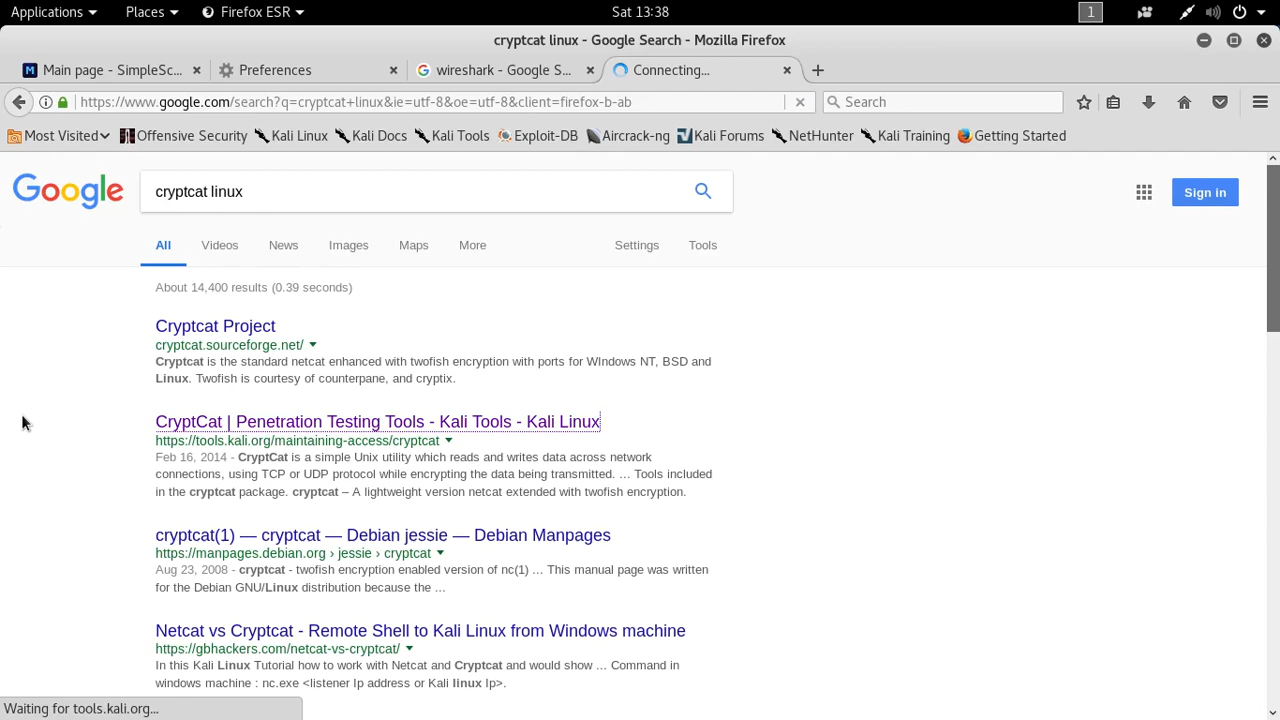 Applications Places Firefox ESR Sat 13:38 1
cryptcat linux - Google Search - Mozilla Firefox
Main page - SimpleSc... Preferences wireshark - Google S... Connecting...
https://www.google.com/search?q=cryptcat+linux&ie=utf-8&oe=utf-8&client=firefox-b-ab Search
Most Visited Offensive Security Kali Linux Kali Docs Kali Tools Exploit-DB Aircrack-ng Kali Forums NetHunter Kali Training Getting Started
Google cryptcat linux Sign in
All Videos News Images Maps More Settings Tools
About 14,400 results (0.39 seconds)
Cryptcat Project
cryptcat.sourceforge.net/
Cryptcat is the standard netcat enhanced with twofish encryption with ports for WIndows NT, BSD and
Linux. Twofish is courtesy of counterpane, and cryptix.
CryptCat | Penetration Testing Tools - Kali Tools - Kali Linux
https://tools.kali.org/maintaining-access/cryptcat
Feb 16, 2014 - CryptCat is a simple Unix utility which reads and writes data across network
connections, using TCP or UDP protocol while encrypting the data being transmitted. ... Tools included
in the cryptcat package. cryptcat – A lightweight version netcat extended with twofish encryption.
cryptcat(1) — cryptcat — Debian jessie — Debian Manpages
https://manpages.debian.org › jessie › cryptcat
Aug 23, 2008 - cryptcat - twofish encryption enabled version of nc(1) ... This manual page was written
for the Debian GNU/Linux distribution because the ...
Netcat vs Cryptcat - Remote Shell to Kali Linux from Windows machine
https://gbhackers.com/netcat-vs-cryptcat/
In this Kali Linux Tutorial how to work with Netcat and Cryptcat and would show ... Command in
windows machine : nc.exe <listener Ip address or Kali linux Ip>.
Waiting for tools.kali.org...